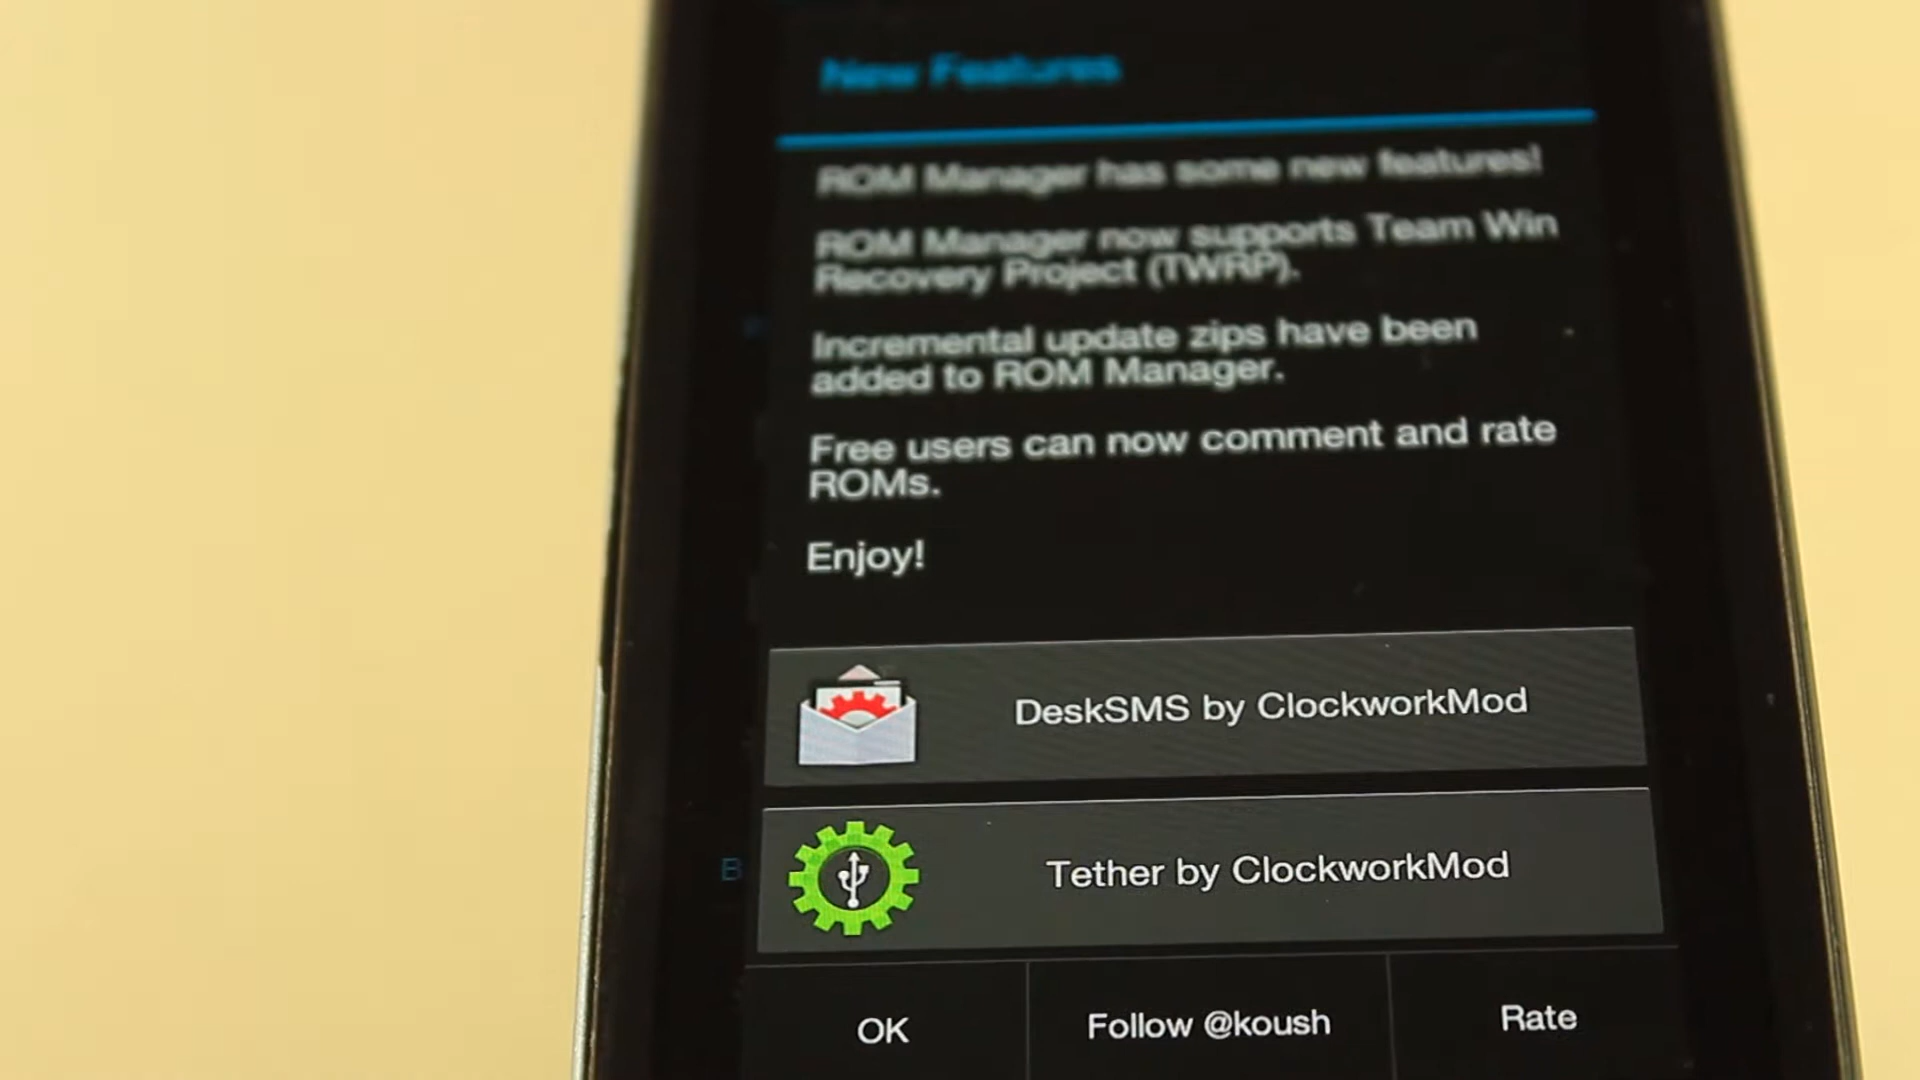 New Features
ROM Manager has some new features!
ROM Manager now supports Team Win
Recovery Project (TWRP).
Incremental update zips have been
added to ROM Manager.
Free users can now comment and rate
ROMs.
Enjoy!
DeskSMS by ClockworkMod
B
Tether by ClockworkMod
OK
Follow @koush
Rate